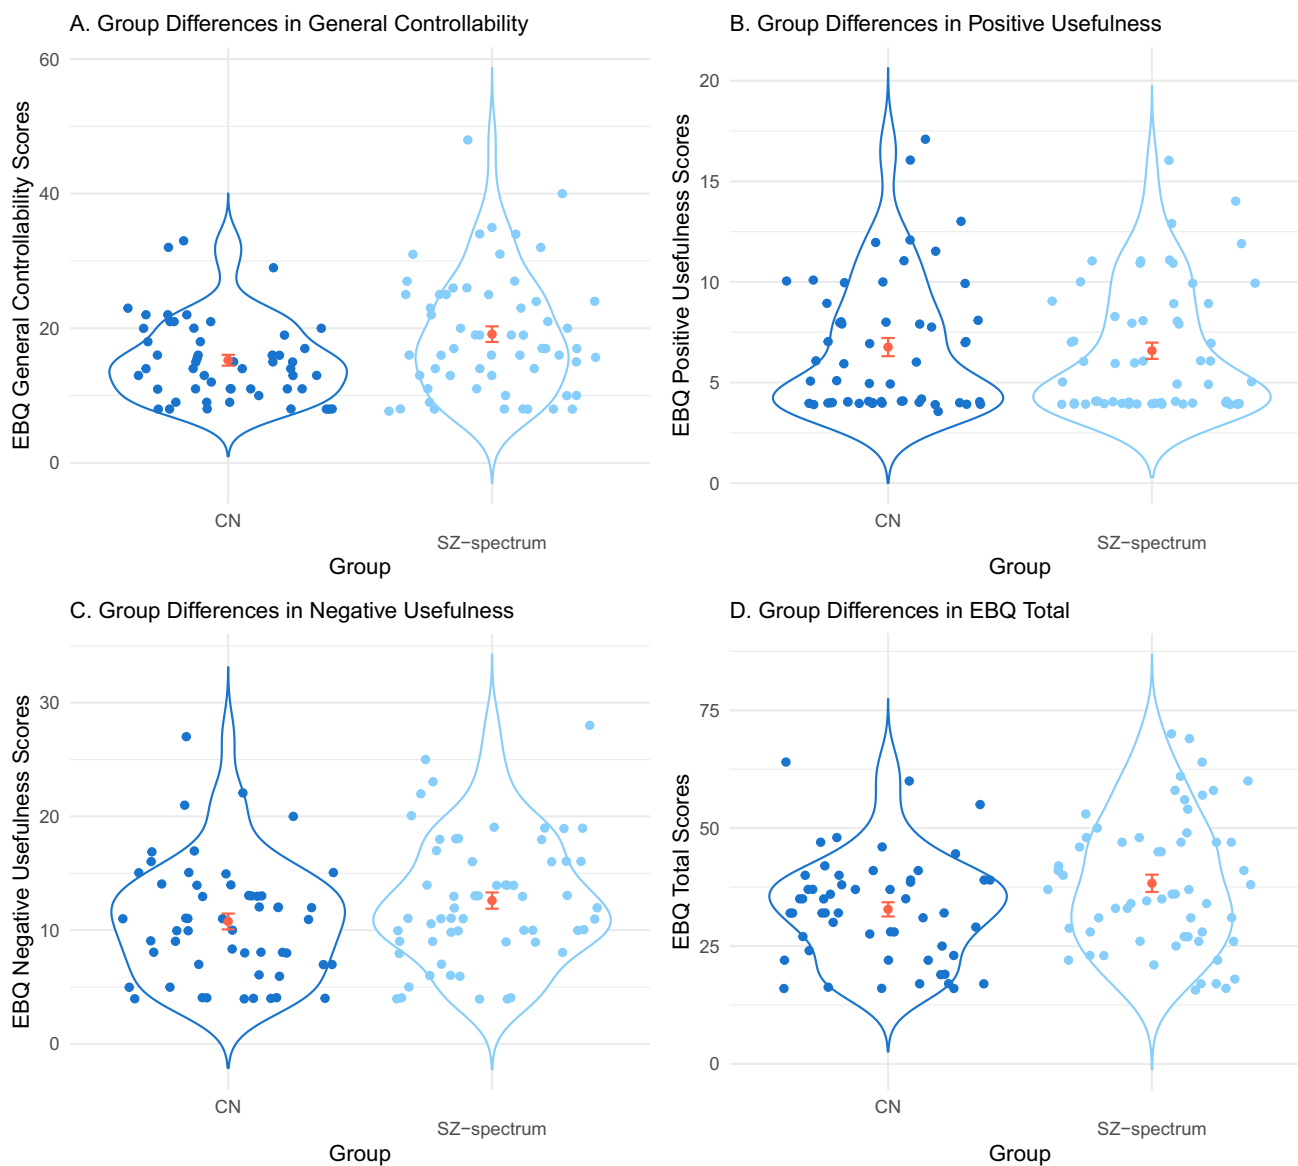 A. Group Differences in General Controllability
EBQ General Controllability Scores
60
40
20
0
CN
SZ−spectrum
Group
B. Group Differences in Positive Usefulness
EBQ Positive Usefulness Scores
20
15
10
5
0
CN
SZ−spectrum
Group
C. Group Differences in Negative Usefulness
EBQ Negative Usefulness Scores
30
20
10
0
CN
SZ−spectrum
Group
D. Group Differences in EBQ Total
EBQ Total Scores
75
50
25
0
CN
SZ−spectrum
Group